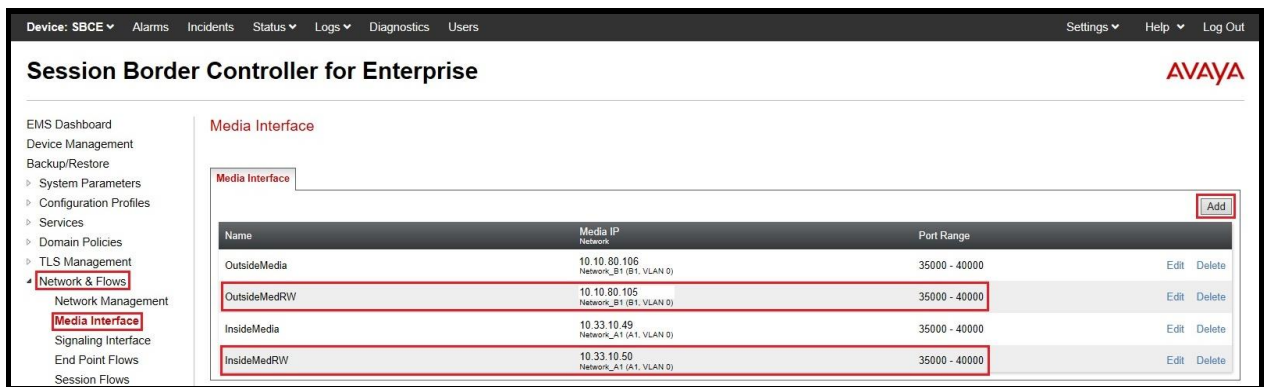 Device: SBCE Alarms Incidents Status Logs Diagnostics Users Settings Help Log Out
Session Border Controller for Enterprise
AVAYA
EMS Dashboard
Device Management
Backup/Restore
System Parameters
Configuration Profiles
Services
Domain Policies
TLS Management
Network & Flows
Network Management
Media Interface
Signaling Interface
End Point Flows
Session Flows
Media Interface
Media Interface
Add
Name Media IP Port Range
Network
OutsideMedia 10.10.80.106 35000 - 40000 Edit Delete
Network_B1 (B1, VLAN 0)
OutsideMedRW 10.10.80.105 35000 - 40000 Edit Delete
Network_B1 (B1, VLAN 0)
InsideMedia 10.33.10.49 35000 - 40000 Edit Delete
Network_A1 (A1, VLAN 0)
InsideMedRW 10.33.10.50 35000 - 40000 Edit Delete
Network_A1 (A1, VLAN 0)